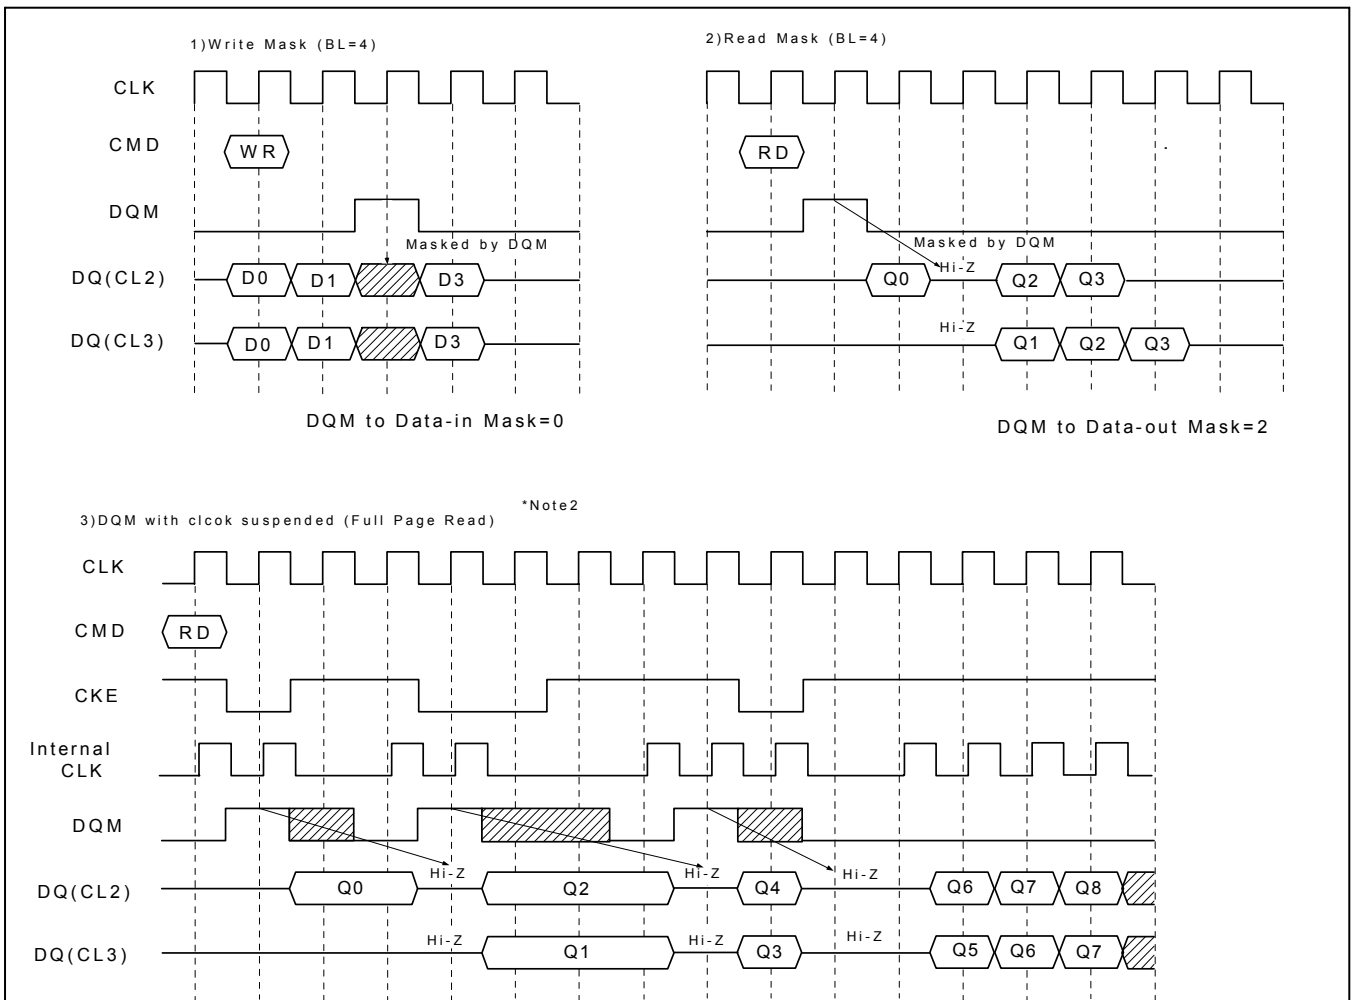 1)Write Mask (BL=4)
2)Read Mask (BL=4)
CLK
CMD
WR
RD
DQM
Masked by DQM
Masked by DQM
DQ(CL2)
D0
D1
D3
Q0
Hi-Z
Q2
Q3
DQ(CL3)
D0
D1
D3
Hi-Z
Q1
Q2
Q3
DQM to Data-in Mask=0
DQM to Data-out Mask=2
*Note2
3)DQM with clcok suspended (Full Page Read)
CLK
CMD
RD
CKE
Internal
CLK
DQM
DQ(CL2)
Q0
Hi-Z
Q2
Hi-Z
Q4
Hi-Z
Q6
Q7
Q8
DQ(CL3)
Hi-Z
Q1
Hi-Z
Q3
Hi-Z
Q5
Q6
Q7